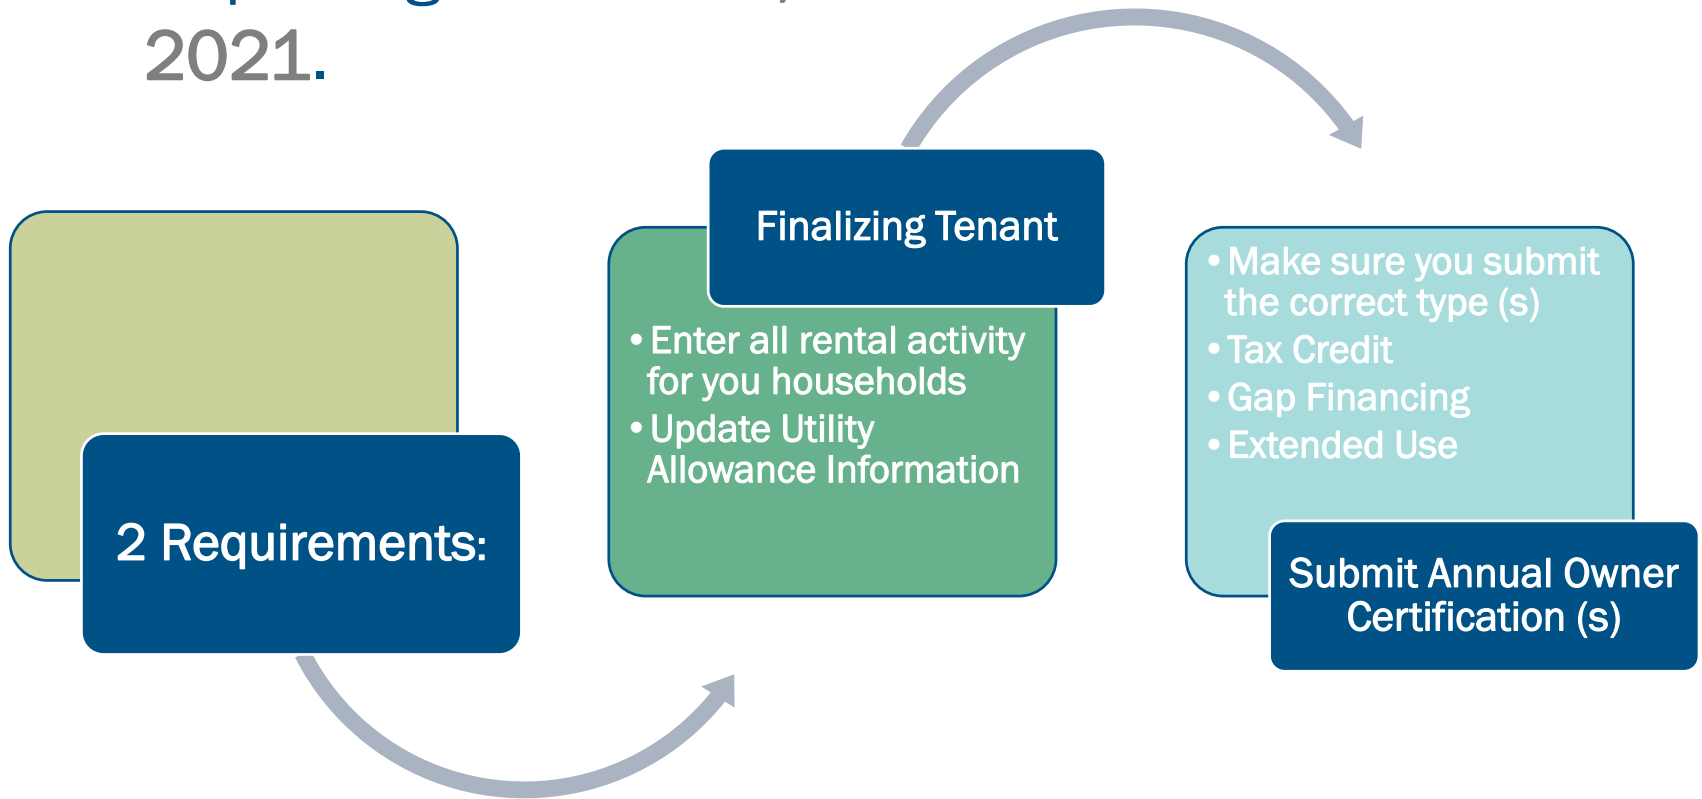 2021.
2 Requirements:
Finalizing Tenant
• Enter all rental activity
for you households
• Update Utility
Allowance Information
• Make sure you submit
the correct type (s)
• Tax Credit
• Gap Financing
• Extended Use
Submit Annual Owner
Certification (s)